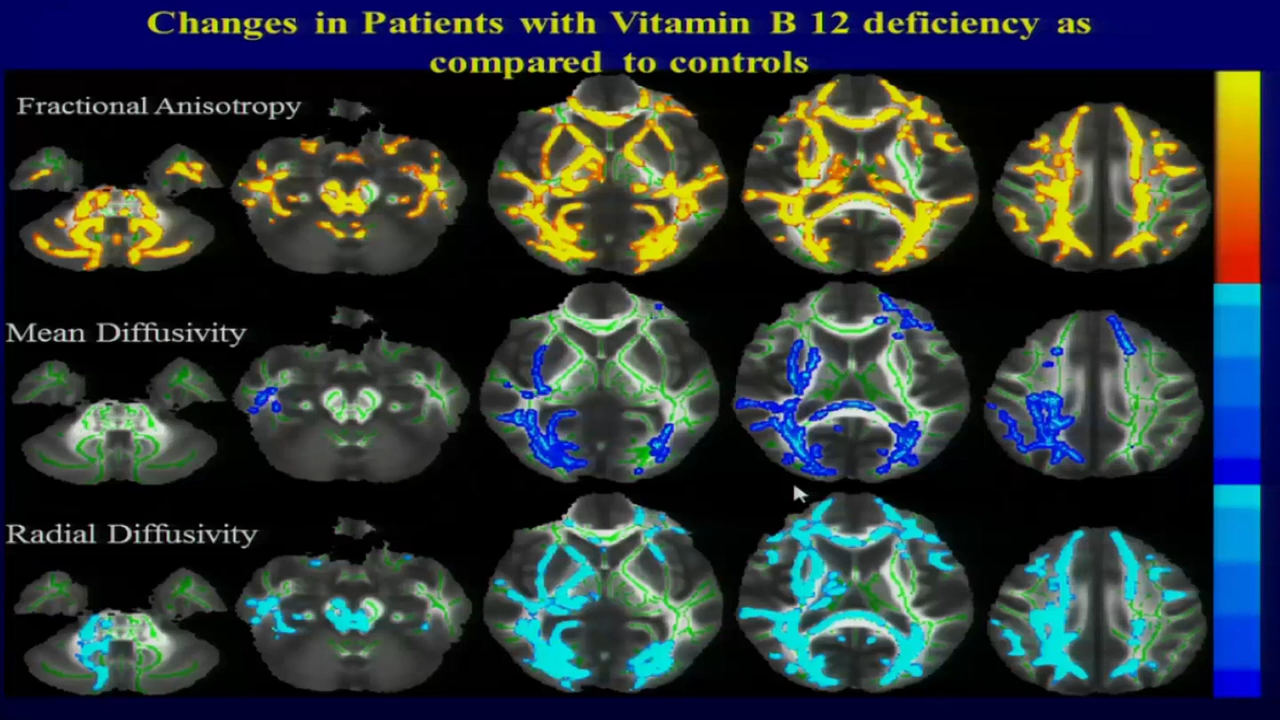 Changes in Patients with Vitamin B 12 deficiency as
compared to controls
Fractional Anisotropy
Mean Diffusivity
Radial Diffusivity